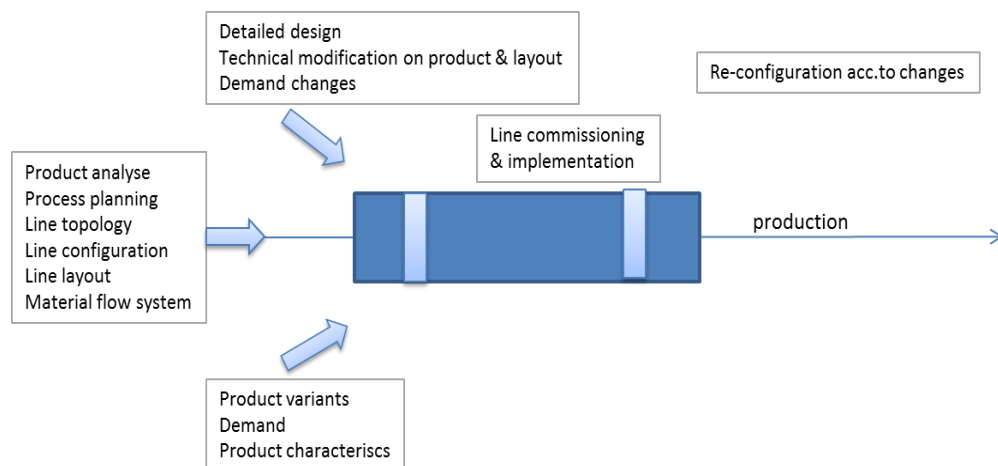 Detailed design
Technical modification on product & layout
Demand changes
Re-configuration acc.to changes
Line commissioning
& implementation
Product analyse
Process planning
Line topology
Line configuration
Line layout
Material flow system
production
Product variants
Demand
Product characteriscs